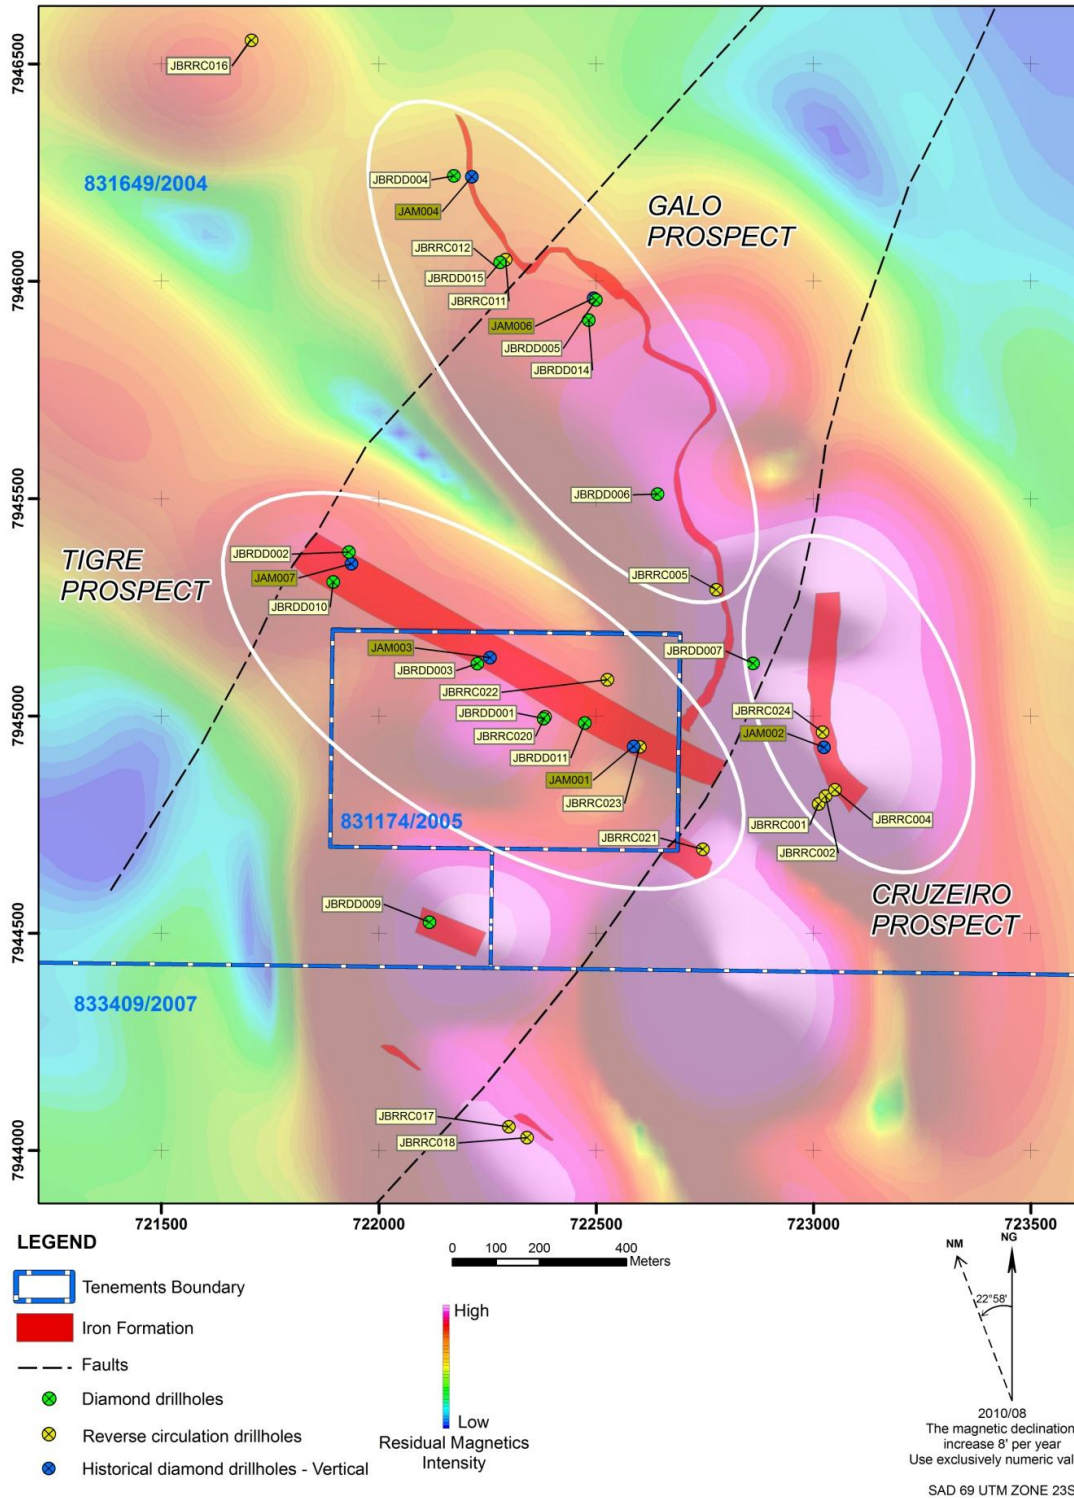 7946500
7946000
7945500
7945000
7944500
7944000
JBRRC016
831649/2004
JBRDD004
JAM004
GALO
PROSPECT
JBRRC012
JBRDD015
JBRRC011
JAM006
JBRDD005
JBRDD014
JBRDD006
TIGRE
PROSPECT
JBRDD002
JAM007
JBRDD010
JBRRC005
JAM003
JBRDD003
JBRRC022
JBRDD001
JBRRC020
JBRDD011
JAM001
JBRRC023
JBRDD007
JBRRC024
JAM002
JBRRC001
JBRRC004
JBRRC002
831174/2005
JBRRC021
CRUZEIRO
PROSPECT
JBRDD009
833409/2007
JBRRC017
JBRRC018
721500
722000
722500
723000
723500
LEGEND
Tenements Boundary
Iron Formation
Faults
Diamond drillholes
Reverse circulation drillholes
Historical diamond drillholes - Vertical
0 100 200 400
Meters
High
Low
Residual Magnetics
Intensity
NM
NG
22°58'
2010/08
The magnetic declination
increase 8' per year
Use exclusively numeric val
SAD 69 UTM ZONE 23S